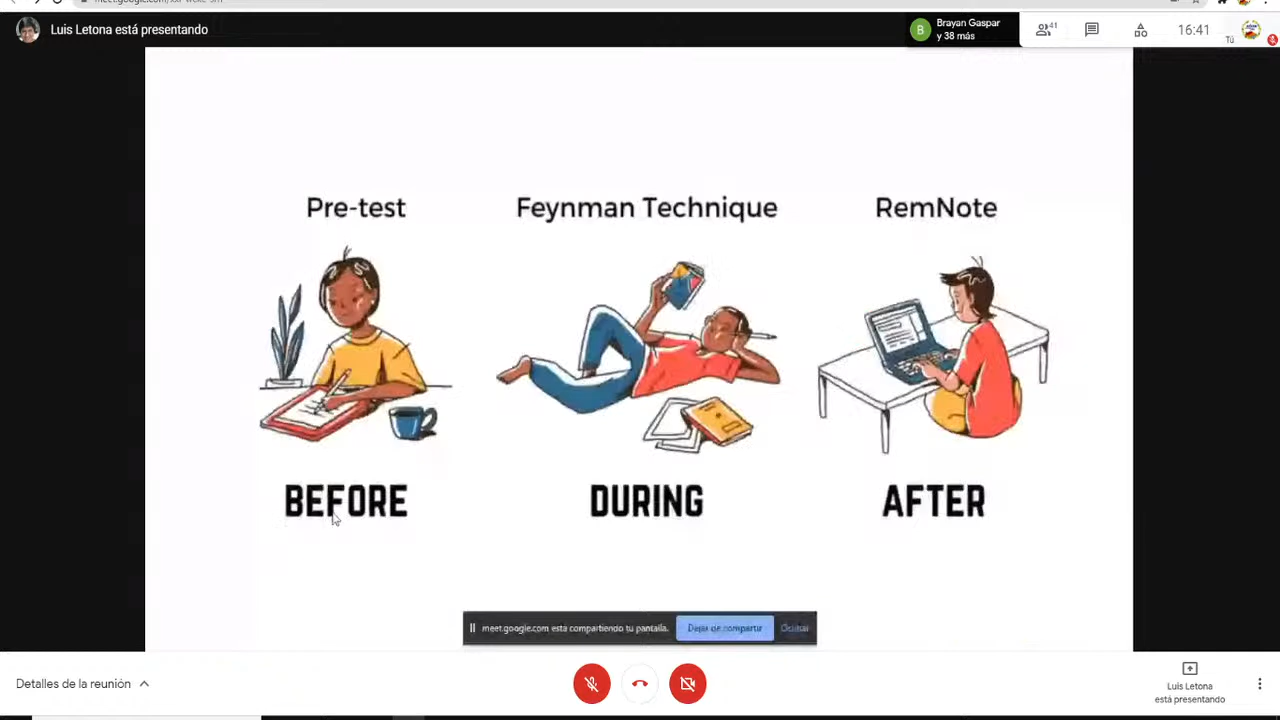 Luis Letona está presentando
B
Brayan Gaspar
y 38 más
41
16:41
Tú
Pre-test
Feynman Technique
RemNote
BEFORE
DURING
AFTER
meet.google.com está compartiendo tu pantalla.
Dejar de compartir
Ocultar
Detalles de la reunión
Luis Letona
está presentando